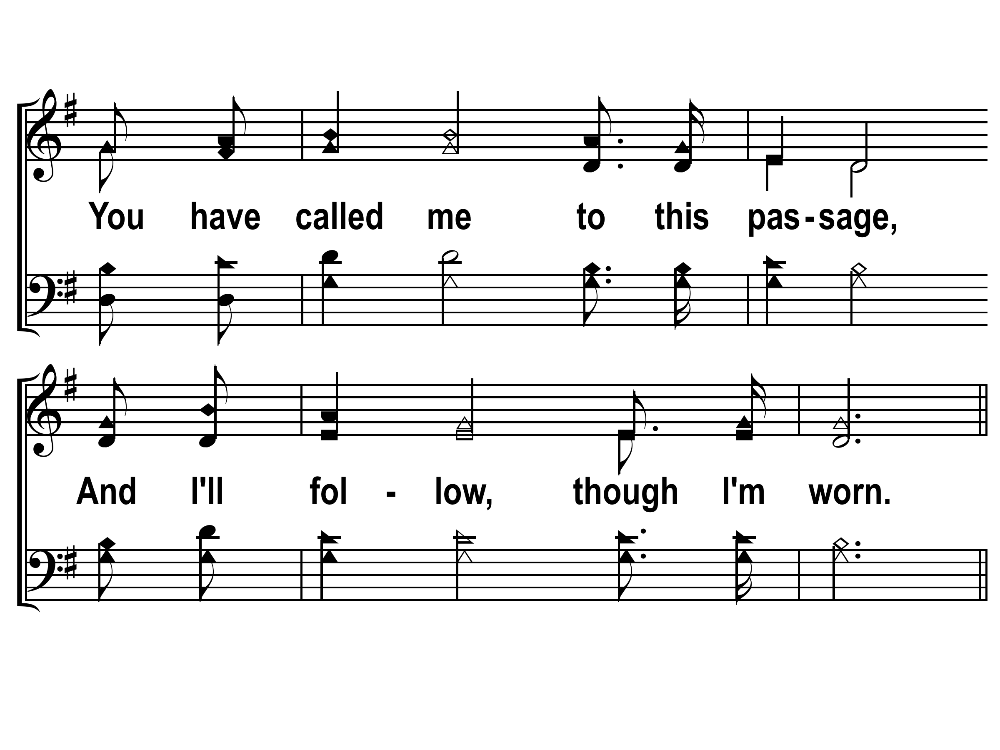 You have called me to this pas-sage,
And I'll fol - low, though I'm worn.